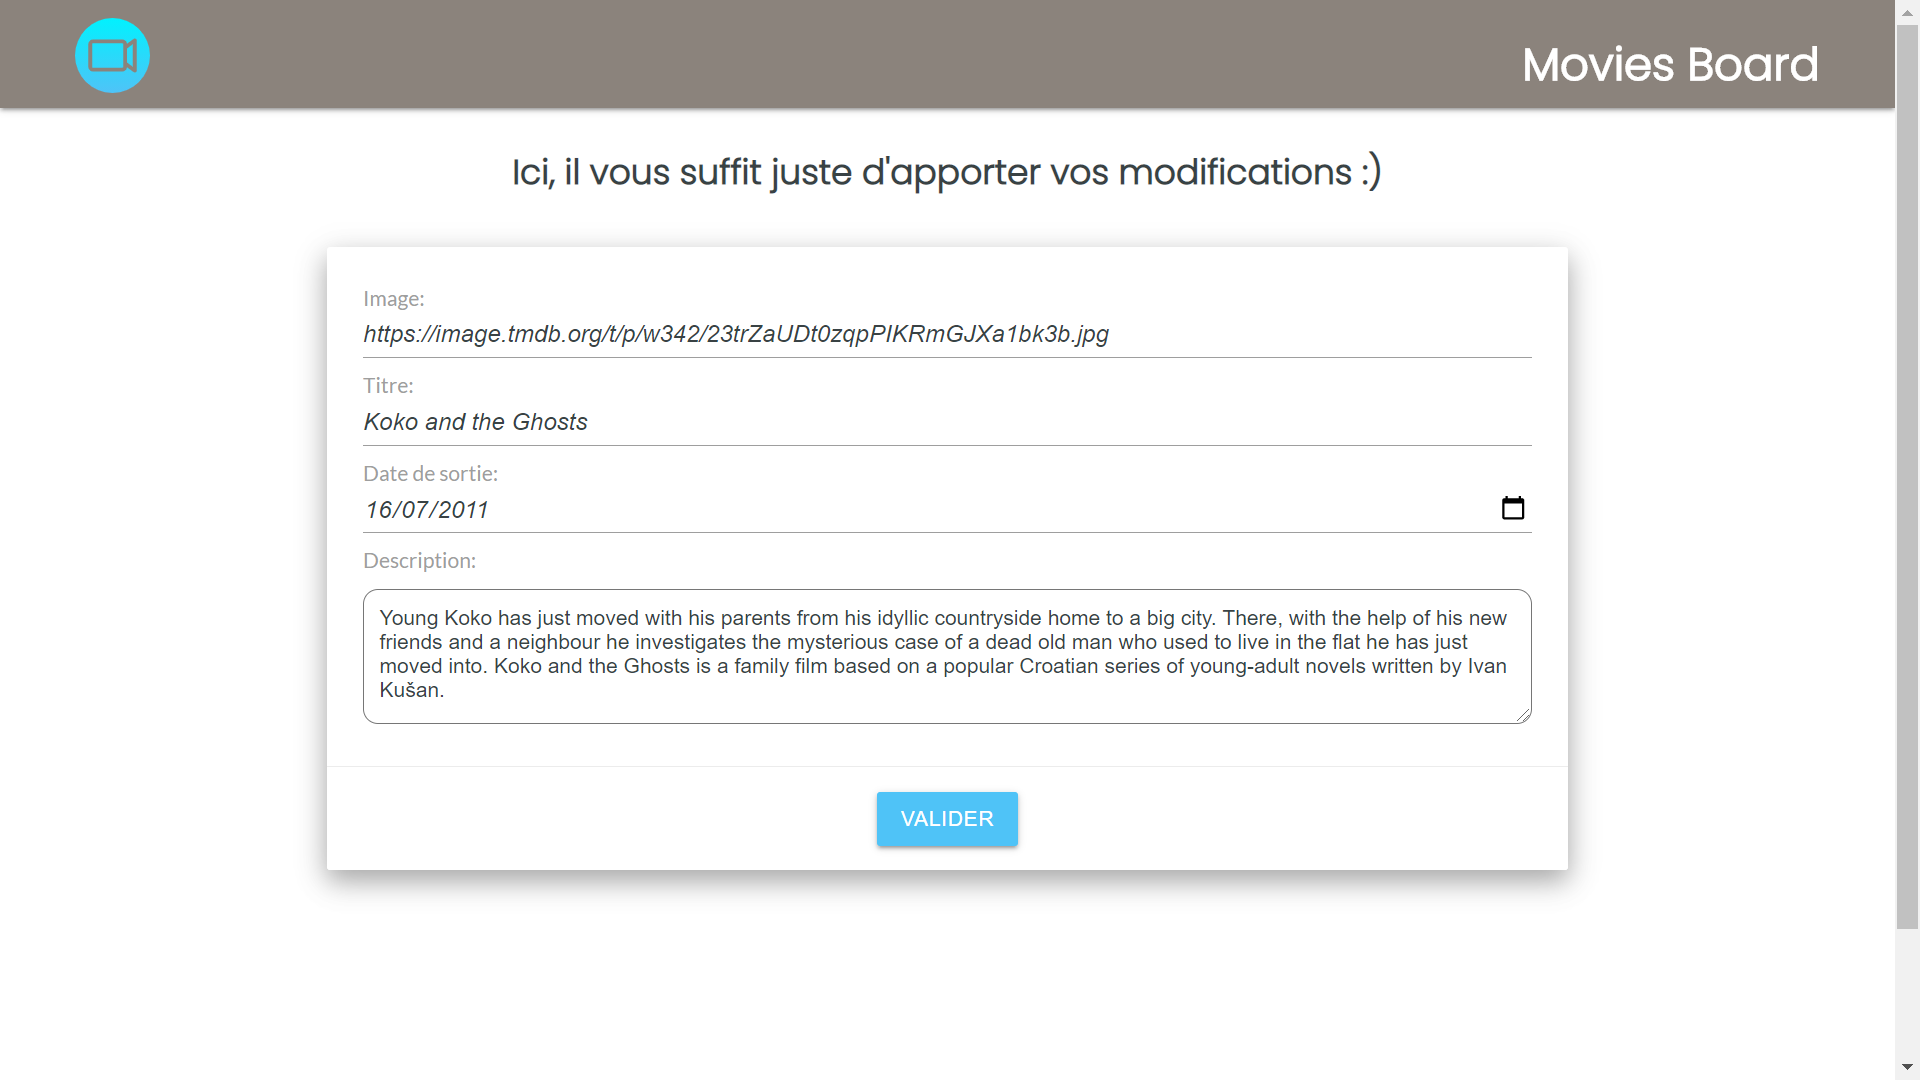 Movies Board
Ici, il vous suffit juste d'apporter vos modifications :)
Image:
https://image.tmdb.org/t/p/w342/23trZaUDt0zqpPIKRmGJXa1bk3b.jpg
Titre:
Koko and the Ghosts
Date de sortie:
16/07/2011
Description:
Young Koko has just moved with his parents from his idyllic countryside home to a big city. There, with the help of his new
friends and a neighbour he investigates the mysterious case of a dead old man who used to live in the flat he has just
moved into. Koko and the Ghosts is a family film based on a popular Croatian series of young-adult novels written by Ivan
Kušan.
VALIDER